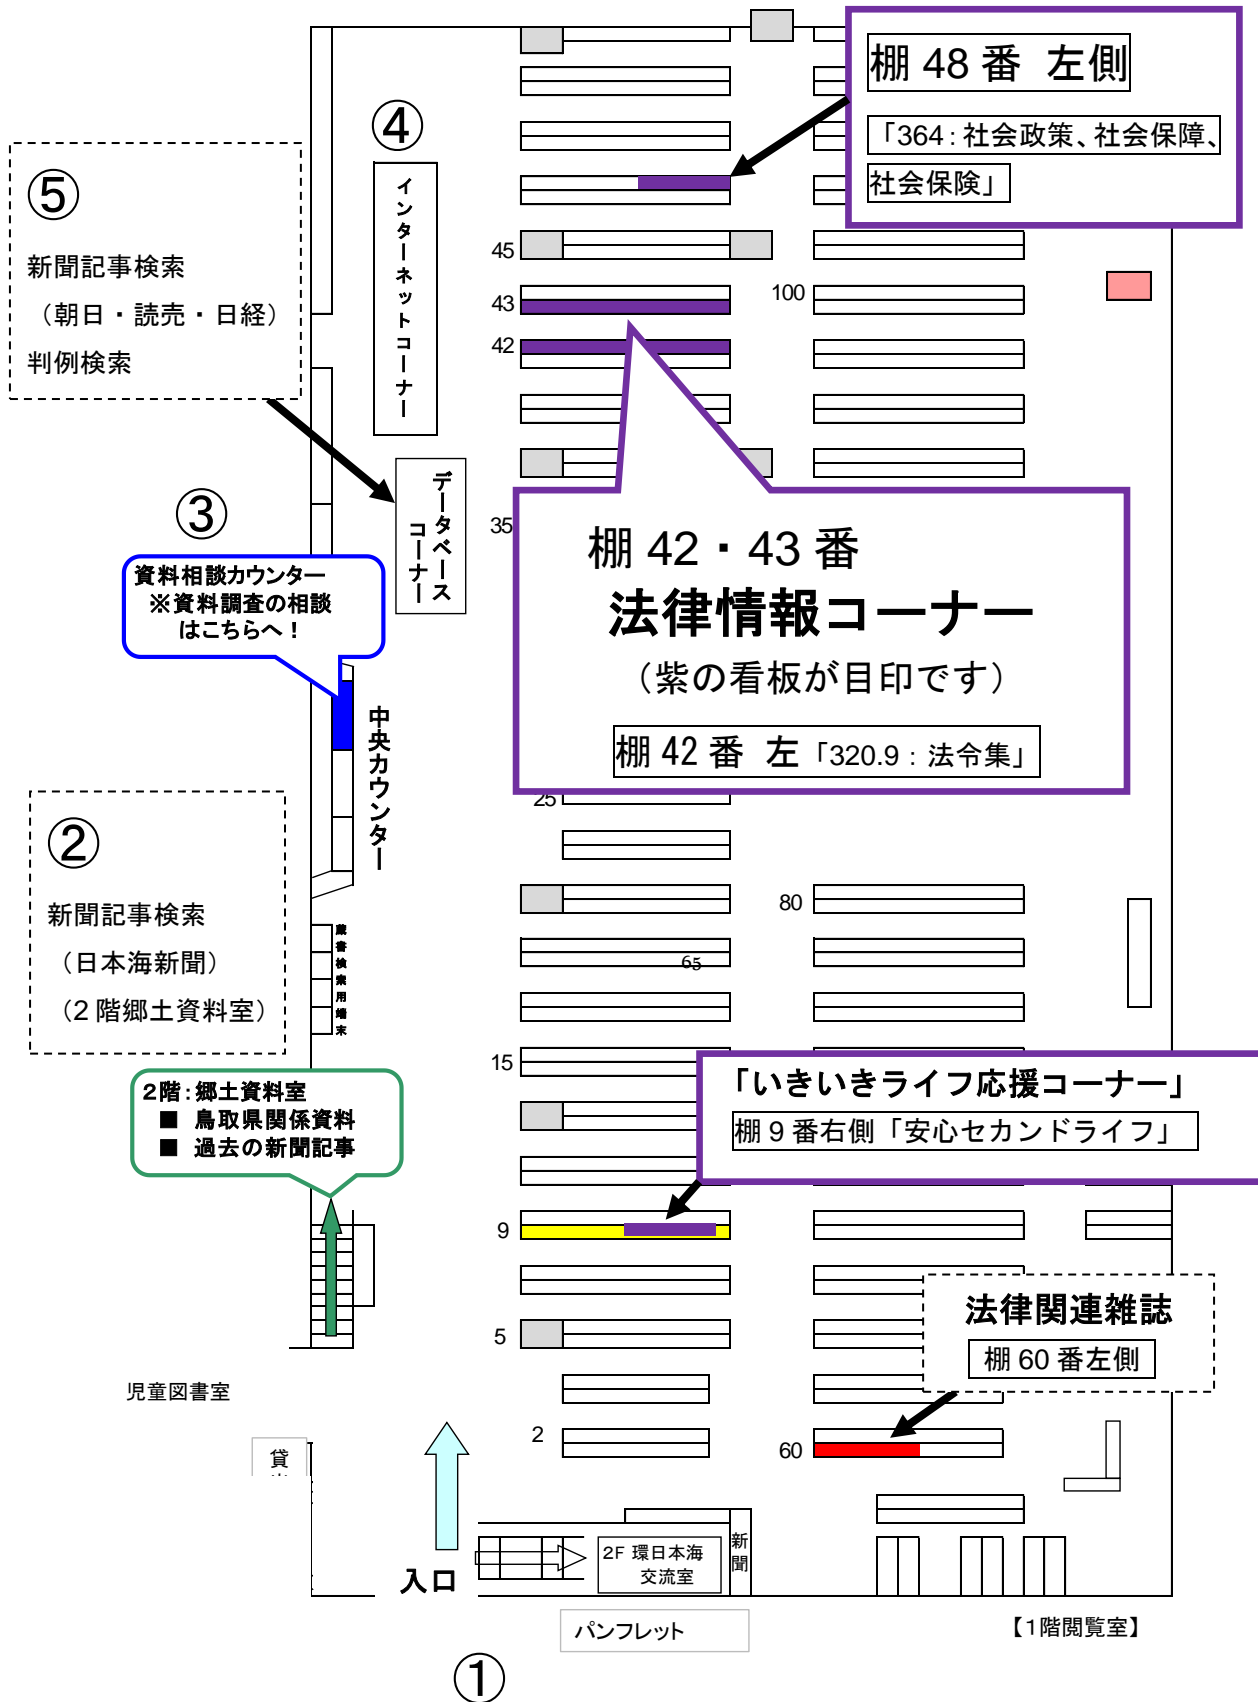 棚 48 番 左側
「364：社会政策、社会保障、
社会保険」
④
インターネットコーナー
⑤
新聞記事検索
（朝日・読売・日経）
判例検索
45
43
100
42
データベース
コーナー
③
資料相談カウンター
※資料調査の相談
はこちらへ！
35
棚 42・43 番
法律情報コーナー
（紫の看板が目印です）
棚 42 番 左「320.9：法令集」
中央カウンター
25
②
新聞記事検索
（日本海新聞）
（2 階郷土資料室）
蔵書検索用端末
80
65
15
２階：郷土資料室
■ 鳥取県関係資料
■ 過去の新聞記事
「いきいきライフ応援コーナー」
棚 9 番右側「安心セカンドライフ」
9
5
法律関連雑誌
棚 60 番左側
児童図書室
2
60
貸
入口
2F 環日本海
交流室
新聞
パンフレット
【１階閲覧室】
①